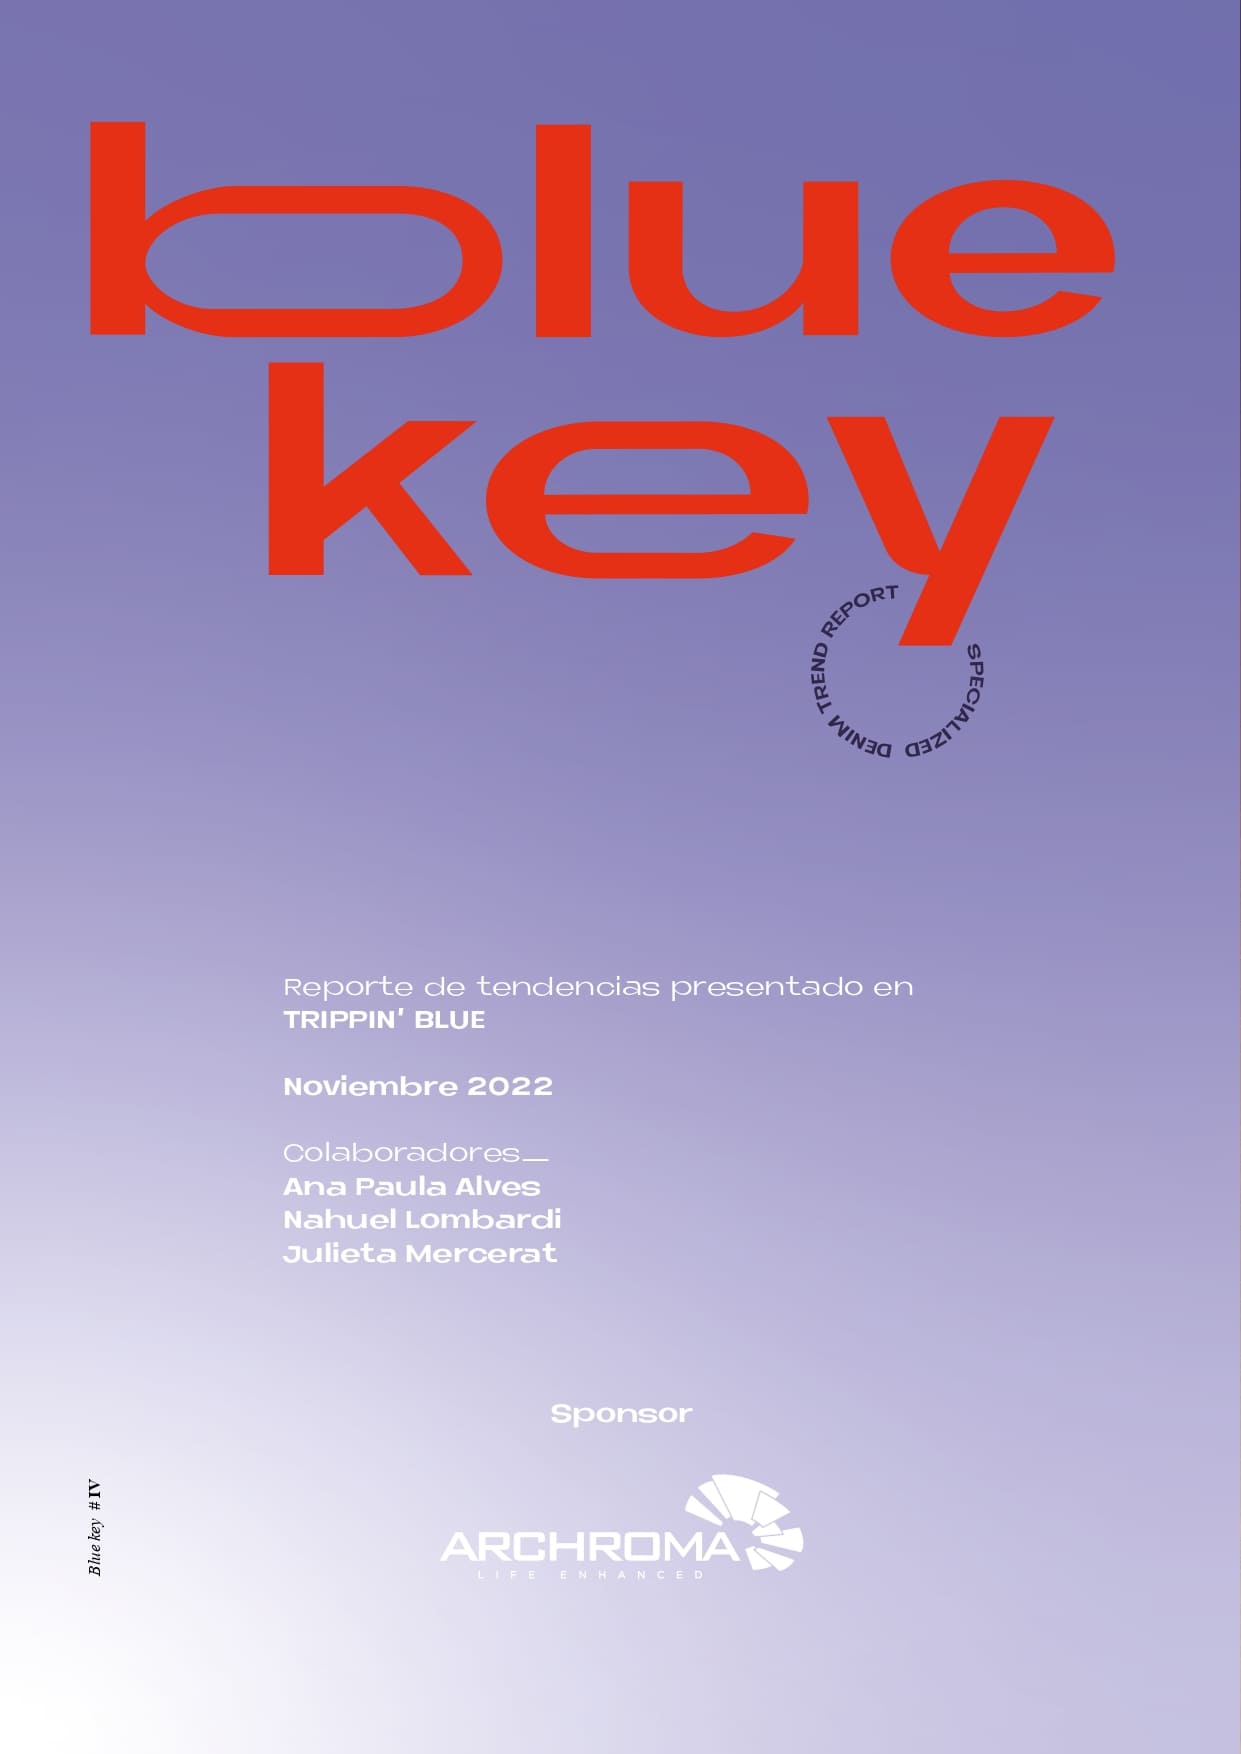 blue
key
SPECIALIZED DENIM TREND REPORT
Reporte de tendencias presentado en
TRIPPIN' BLUE
Noviembre 2022
Colaboradores_
Ana Paula Alves
Nahuel Lombardi
Julieta Mercerat
Sponsor
ARCHROMA
LIFE ENHANCED
Blue key #IV